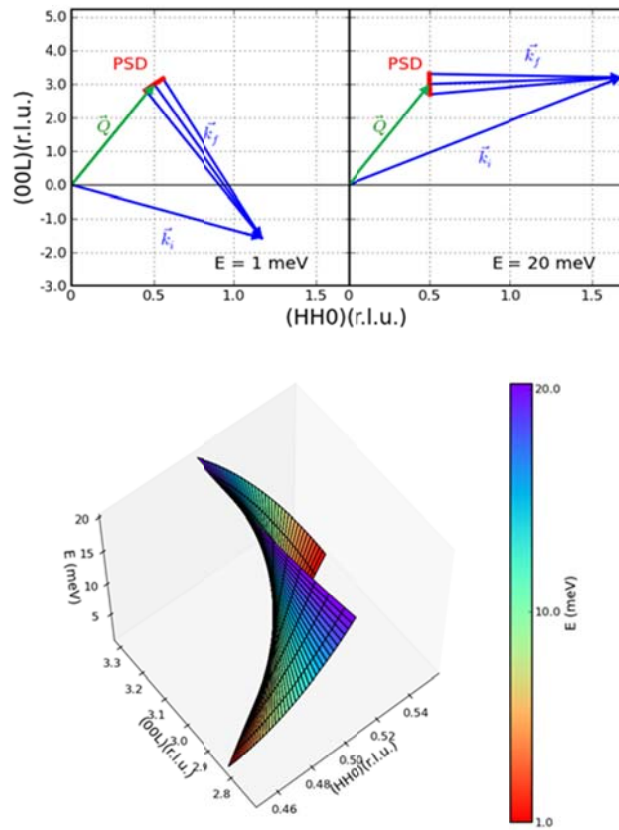 PSD
PSD
Q
Q
k_f
k_f
k_i
k_i
(00L)(r.l.u.)
5.0
4.0
3.0
2.0
1.0
0.0
-1.0
-2.0
-3.0
E = 1 meV
E = 20 meV
0
0.5
1.0
1.5
0
0.5
1.0
1.5
(HH0)(r.l.u.)
20.0
10.0
1.0
E (meV)
20
15
10
5
E (meV)
3.3
3.2
3.1
3.0
2.9
2.8
(00L)(r.l.u.)
0.46
0.48
0.50
0.52
0.54
(HH0)(r.l.u.)